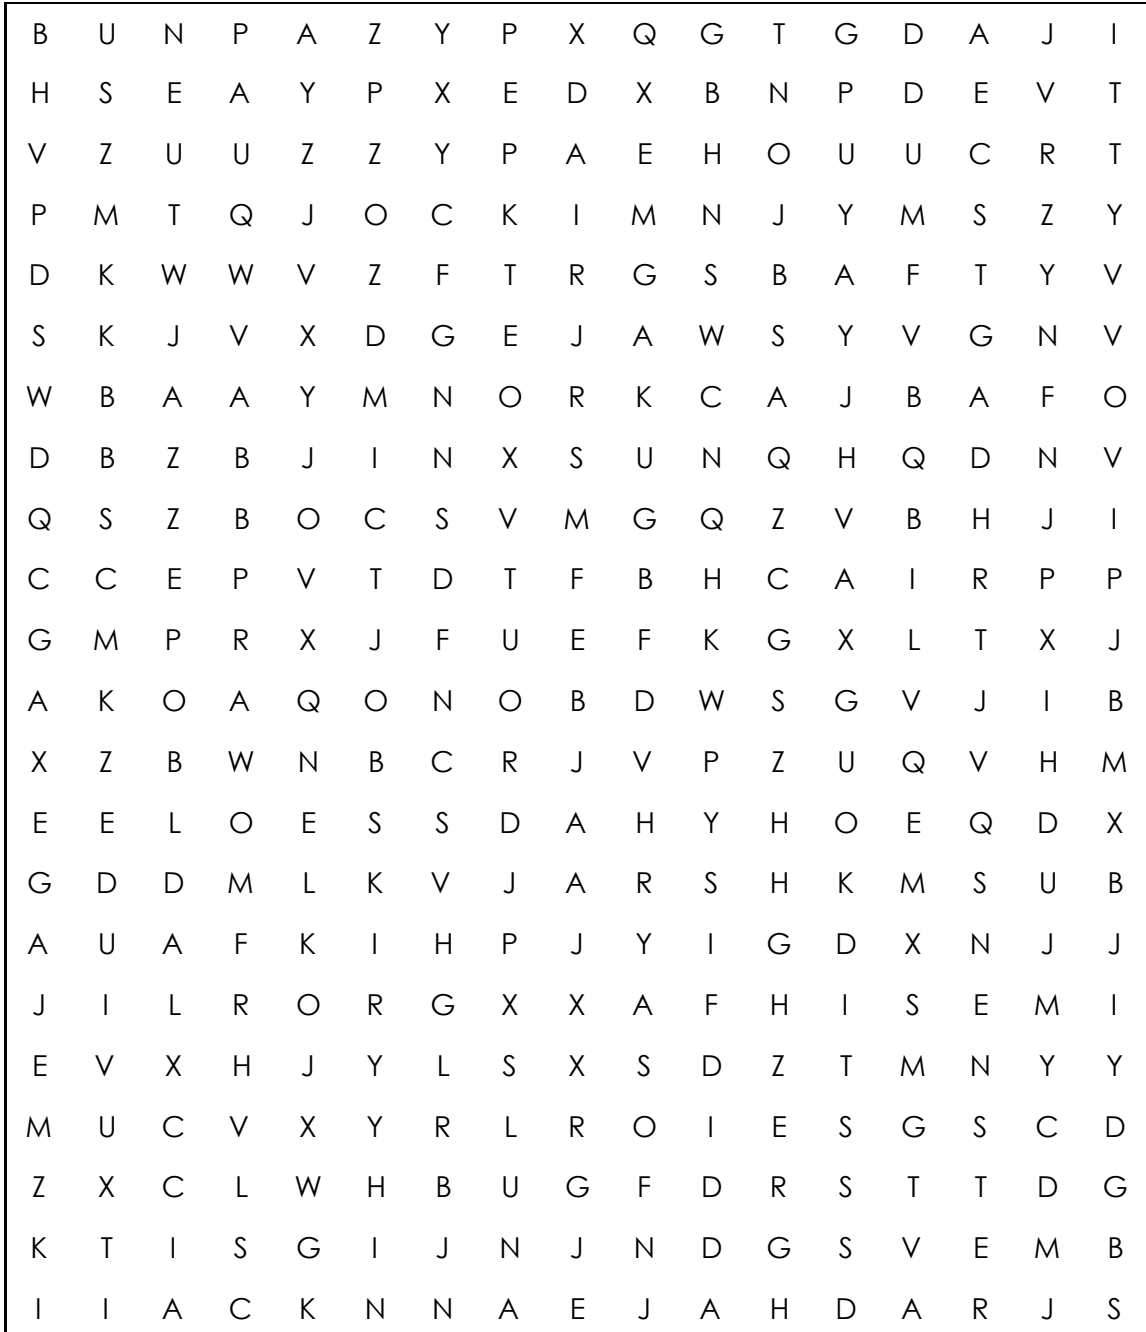 B U N P A Z Y P X Q G T G D A J I
H S E A Y P X E D X B N P D E V T
V Z U U Z Z Y P A E H O U U C R T
P M T Q J O C K I M N J Y M S Z Y
D K W W V Z F T R G S B A F T Y V
S K J V X D G E J A W S Y V G N V
W B A A Y M N O R K C A J B A F O
D B Z B J I N X S U N Q H Q D N V
Q S Z B O C S V M G Q Z V B H J I
C C E P V T D T F B H C A I R P P
G M P R X J F U E F K G X L T X J
A K O A Q O N O B D W S G V J I B
X Z B W N B C R J V P Z U Q V H M
E E L O E S S D A H Y H O E Q D X
G D D M L K V J A R S H K M S U B
A U A F K I H P J Y I G D X N J J
J I L R O R G X X A F H I S E M I
E V X H J Y L S X S D Z T M N Y Y
M U C V X Y R L R O I E S G S C D
Z X C L W H B U G F D R S T T D G
K T I S G I J N J N D G S V E M B
I I A C K N N A E J A H D A R J S